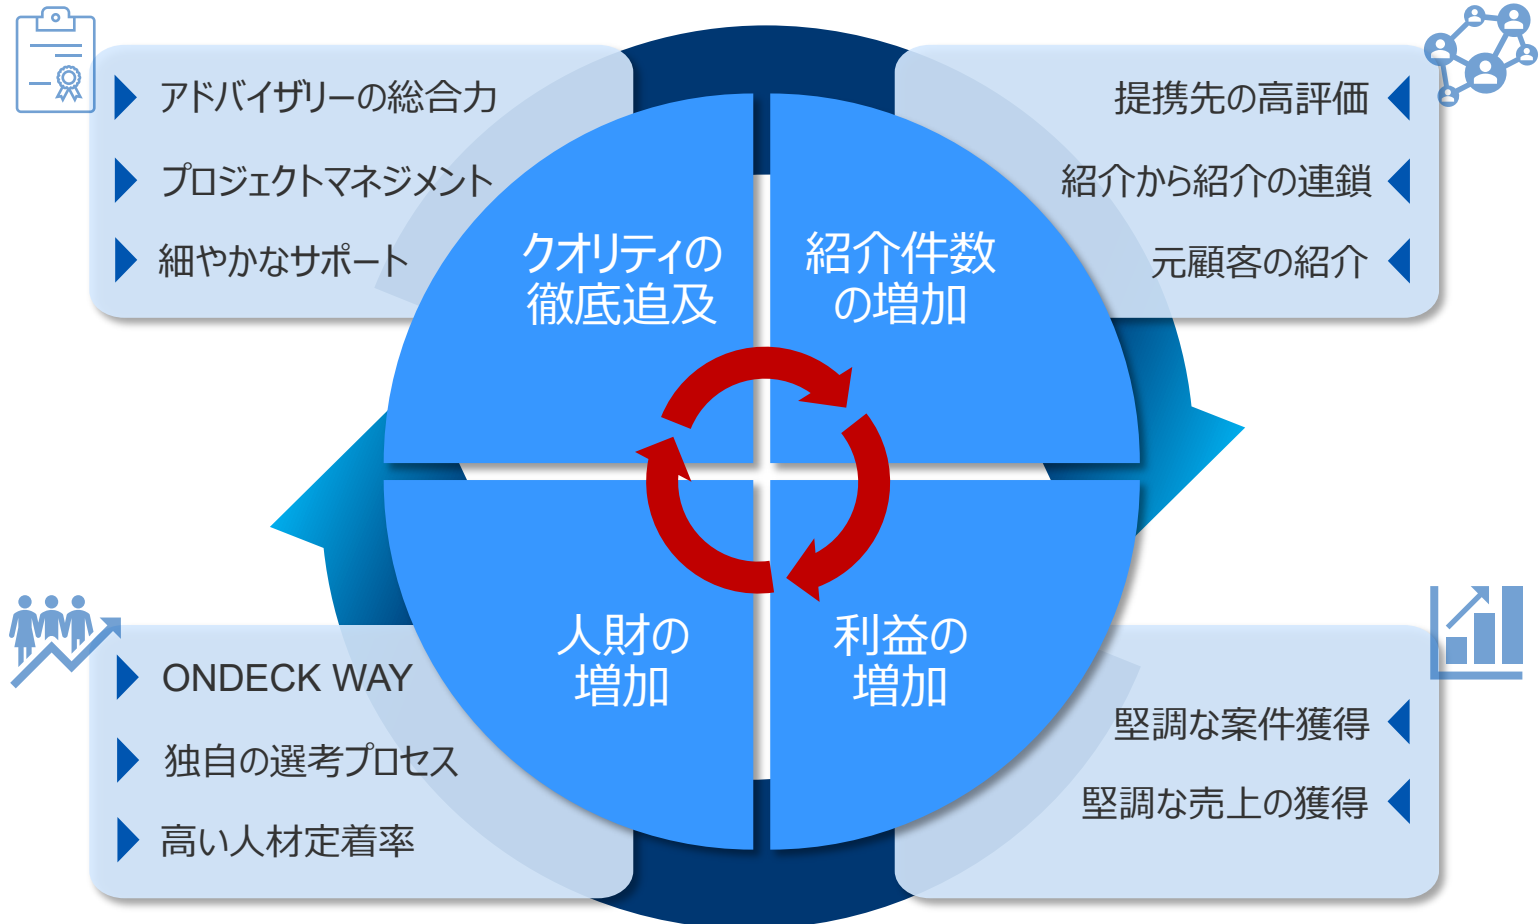 アドバイザリーの総合力
プロジェクトマネジメント
細やかなサポート
クオリティの
徹底追及
紹介件数
の増加
提携先の高評価
紹介から紹介の連鎖
元顧客の紹介
ONDECK WAY
独自の選考プロセス
高い人材定着率
人財の
増加
利益の
増加
堅調な案件獲得
堅調な売上の獲得